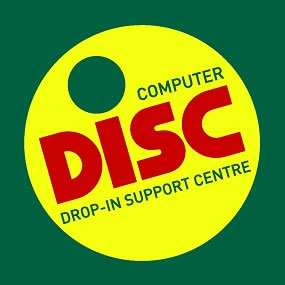 COMPUTER
DISC
DROP-IN SUPPORT CENTRE